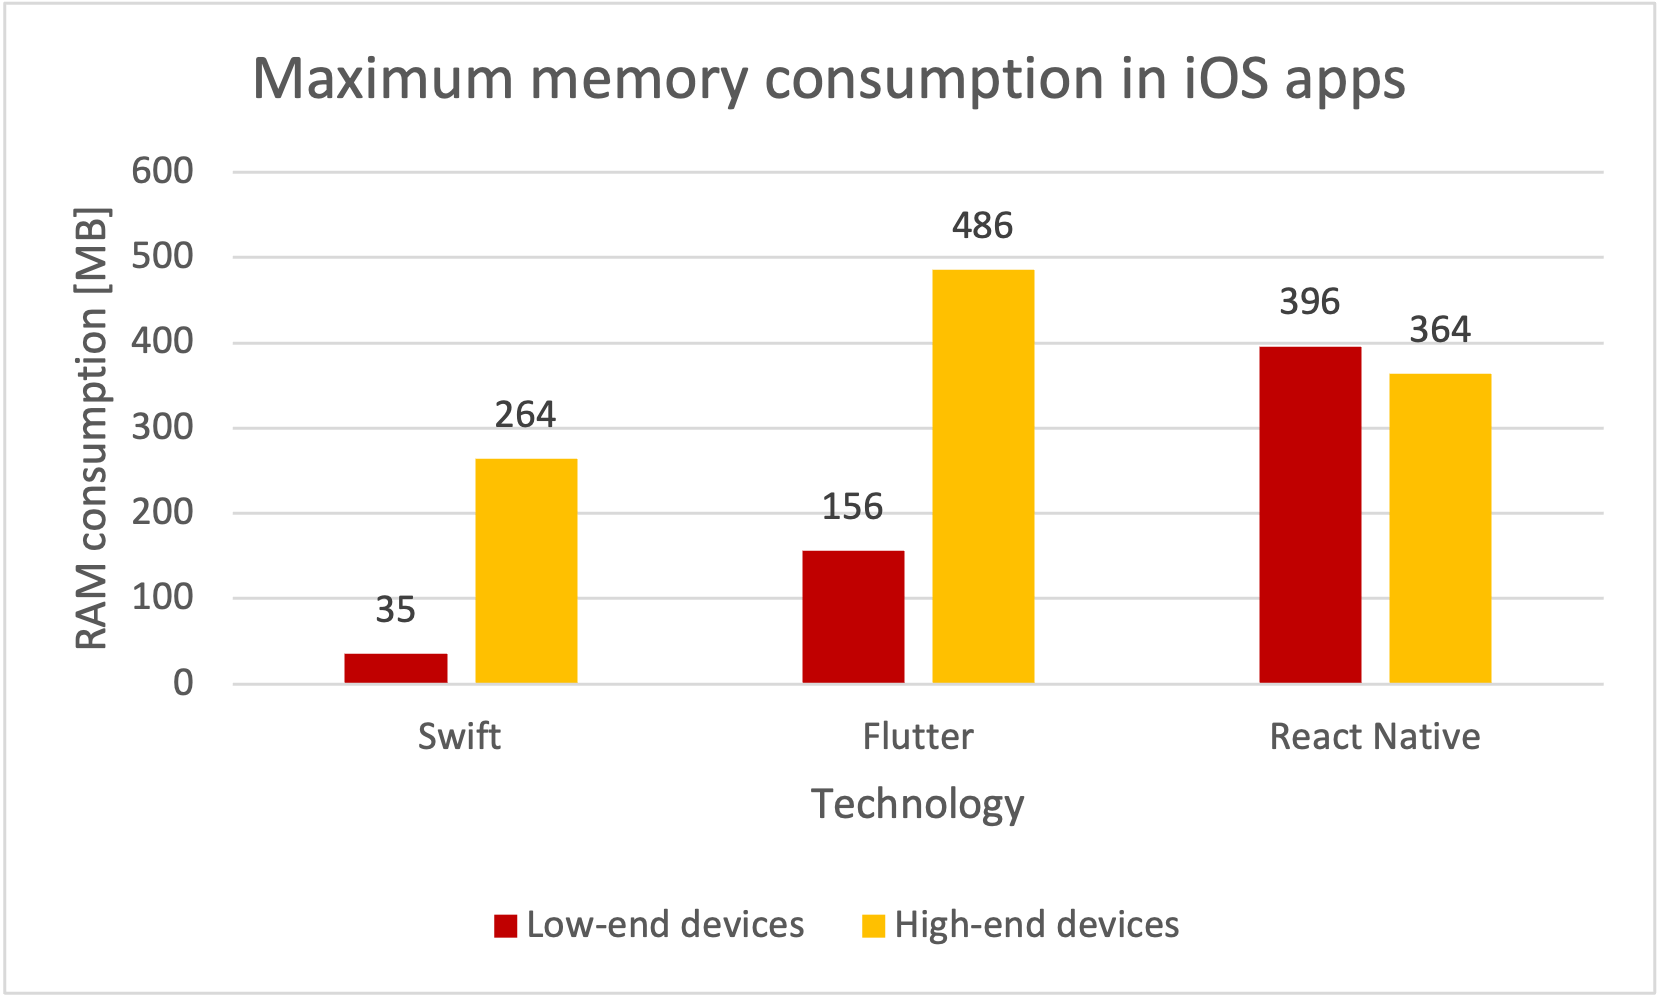 Maximum memory consumption in iOS apps
RAM consumption [MB]
600
500
400
300
200
100
0
35
264
156
486
396
364
Swift
Flutter
React Native
Technology
Low-end devices
High-end devices